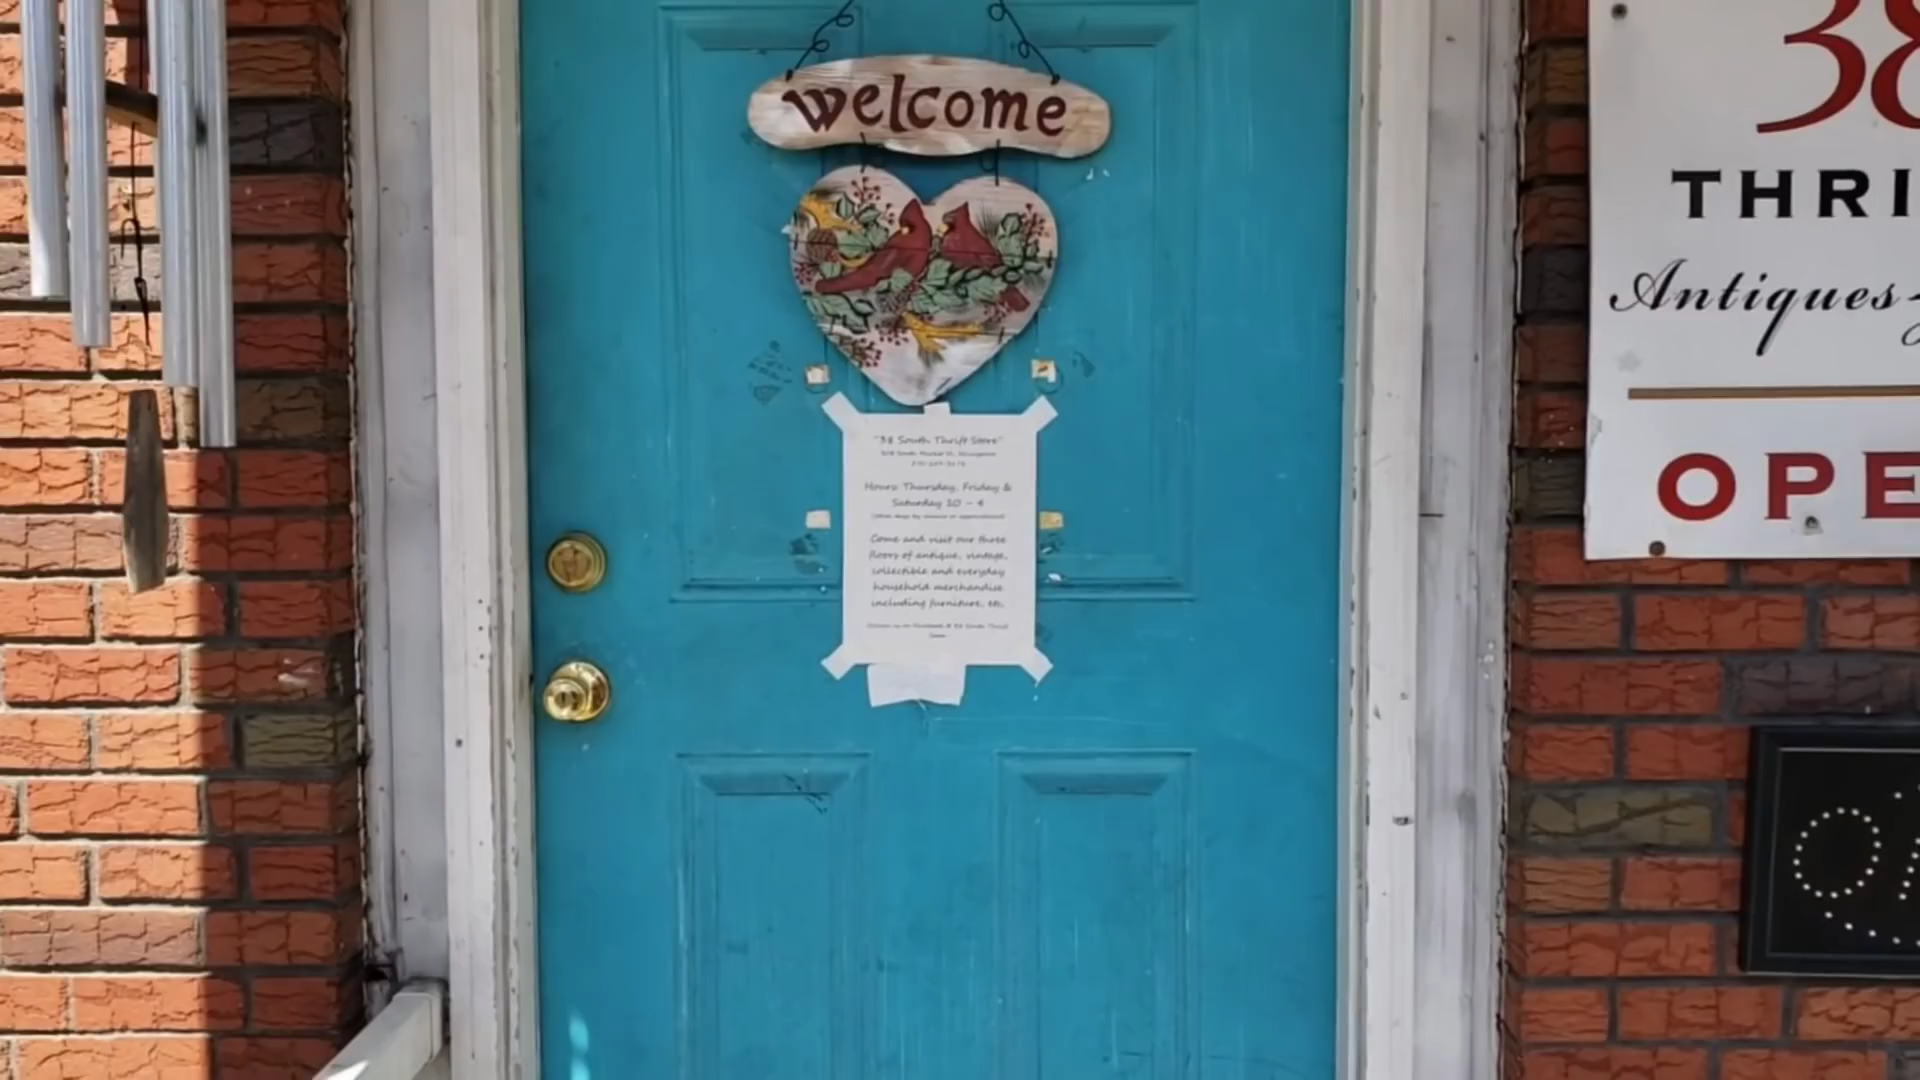 welcome
"38 South Thrift Store"
Hours: Thursday, Friday &
Saturday 10 - 4
Come and visit our three
floors of antique, vintage,
collectible and everyday
household merchandise
including furniture, etc.
38
THRI
Antiques
OPE